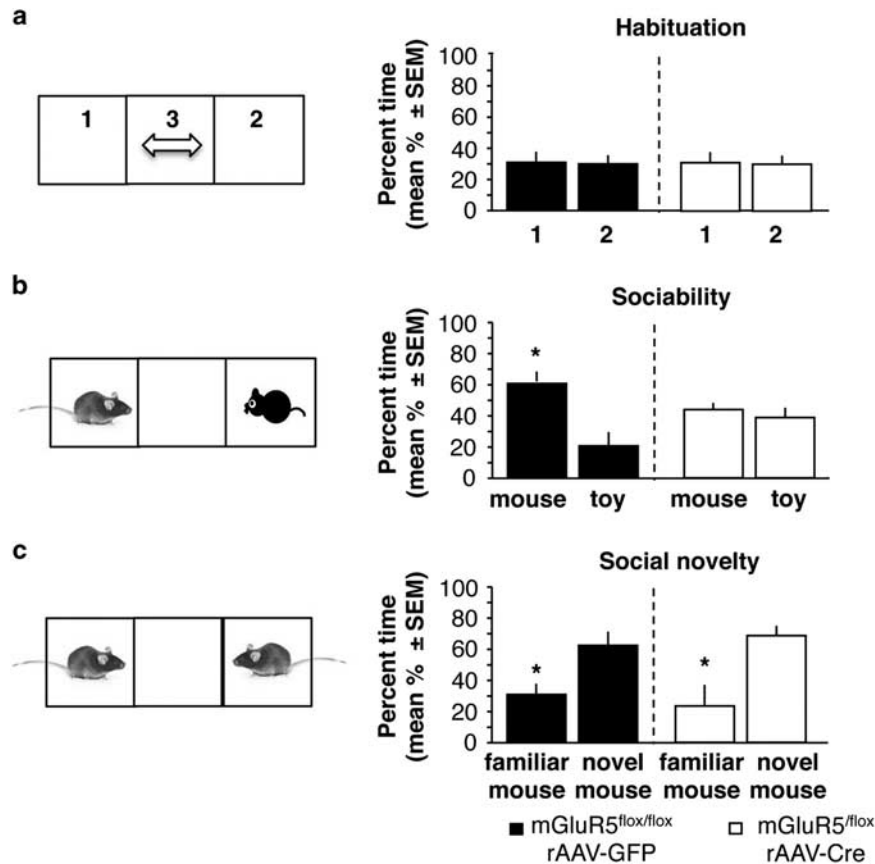 a
1 3 2
Habituation
Percent time
(mean % ± SEM)
100
80
60
40
20
0
1 2 1 2
b
Sociability
Percent time
(mean % ± SEM)
100
80
60
40
20
0
*
mouse toy mouse toy
c
Social novelty
Percent time
(mean % ± SEM)
100
80
60
40
20
0
* *
familiar novel familiar novel
mouse mouse mouse mouse
mGluR5flox/flox mGluR5/flox
rAAV-GFP rAAV-Cre